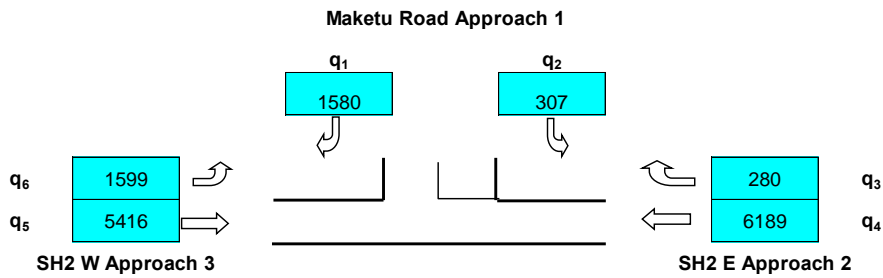 Maketu Road Approach 1
q1 q2
1580 307
q6 1599 280 q3
q5 5416 6189 q4
SH2 W Approach 3 SH2 E Approach 2